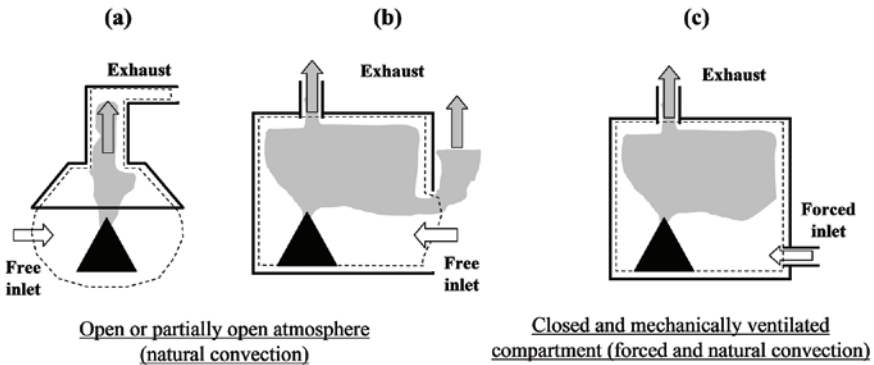 (a)
(b)
(c)
Exhaust
Exhaust
Exhaust
Free
inlet
Free
inlet
Forced
inlet
Open or partially open atmosphere
(natural convection)
Closed and mechanically ventilated
compartment (forced and natural convection)